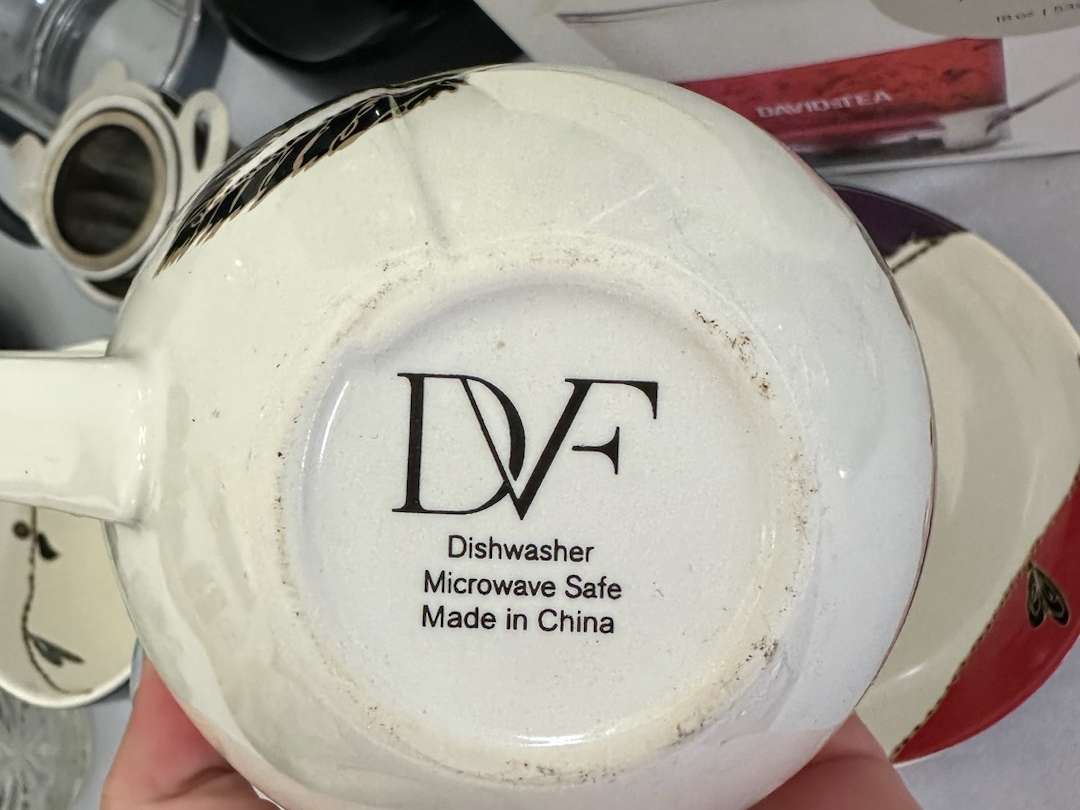 DAVIDsTEA
DVF
Dishwasher
Microwave Safe
Made in China